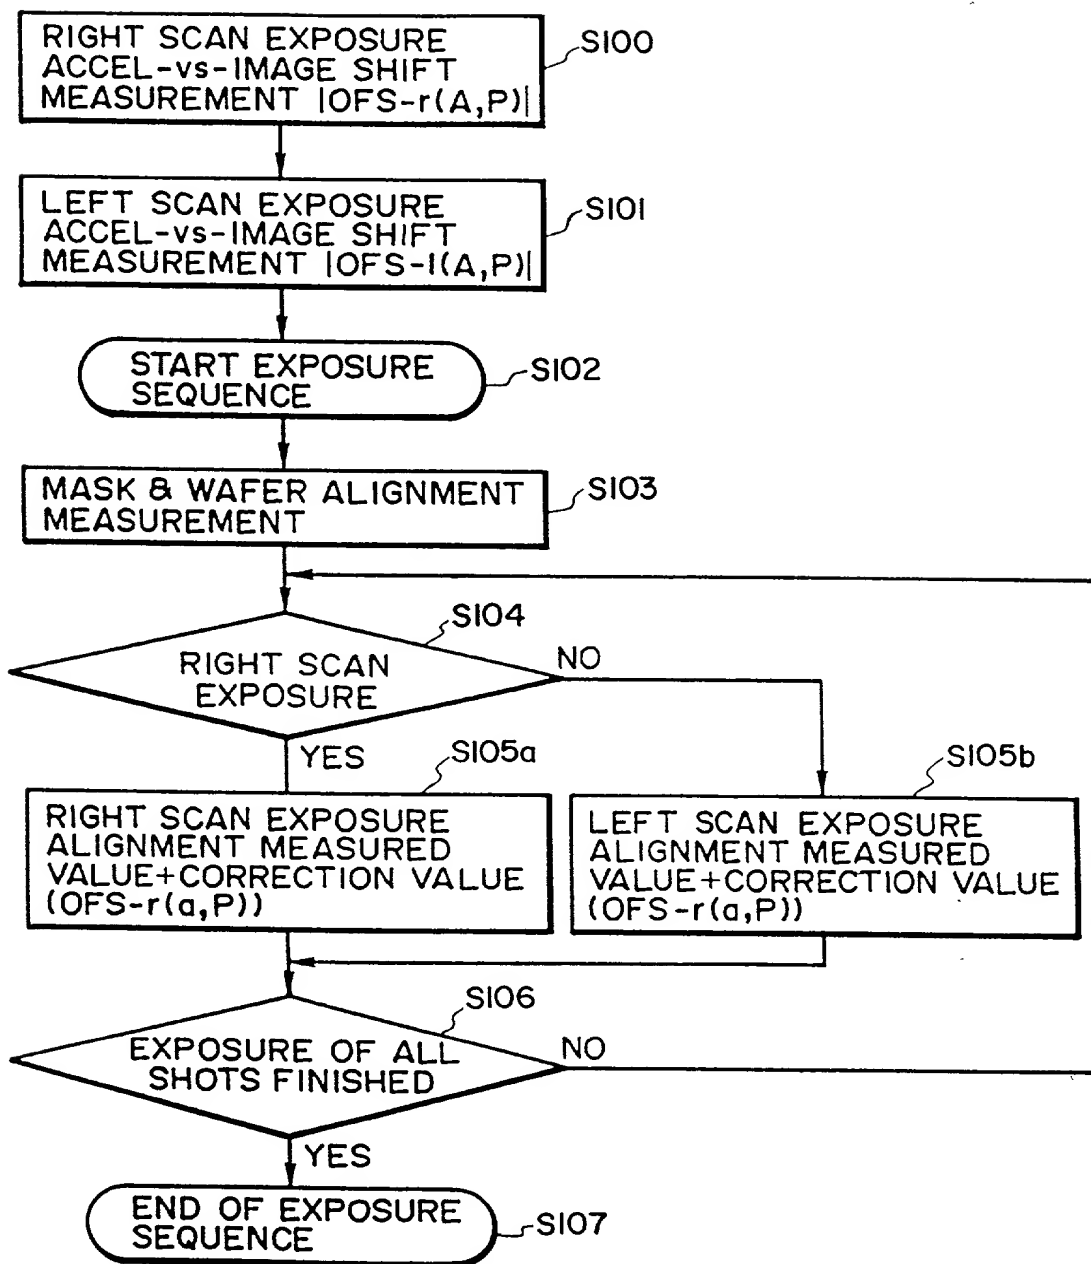 RIGHT SCAN EXPOSURE
ACCEL-vs-IMAGE SHIFT
MEASUREMENT |OFS-r(A,P)|
S100
LEFT SCAN EXPOSURE
ACCEL-vs-IMAGE SHIFT
MEASUREMENT |OFS-l(A,P)|
S101
START EXPOSURE
SEQUENCE
S102
MASK & WAFER ALIGNMENT
MEASUREMENT
S103
S104
RIGHT SCAN
EXPOSURE
NO
YES
S105a
RIGHT SCAN EXPOSURE
ALIGNMENT MEASURED
VALUE+CORRECTION VALUE
(OFS-r(a,P))
S105b
LEFT SCAN EXPOSURE
ALIGNMENT MEASURED
VALUE+CORRECTION VALUE
(OFS-r(a,P))
S106
EXPOSURE OF ALL
SHOTS FINISHED
NO
YES
END OF EXPOSURE
SEQUENCE
S107